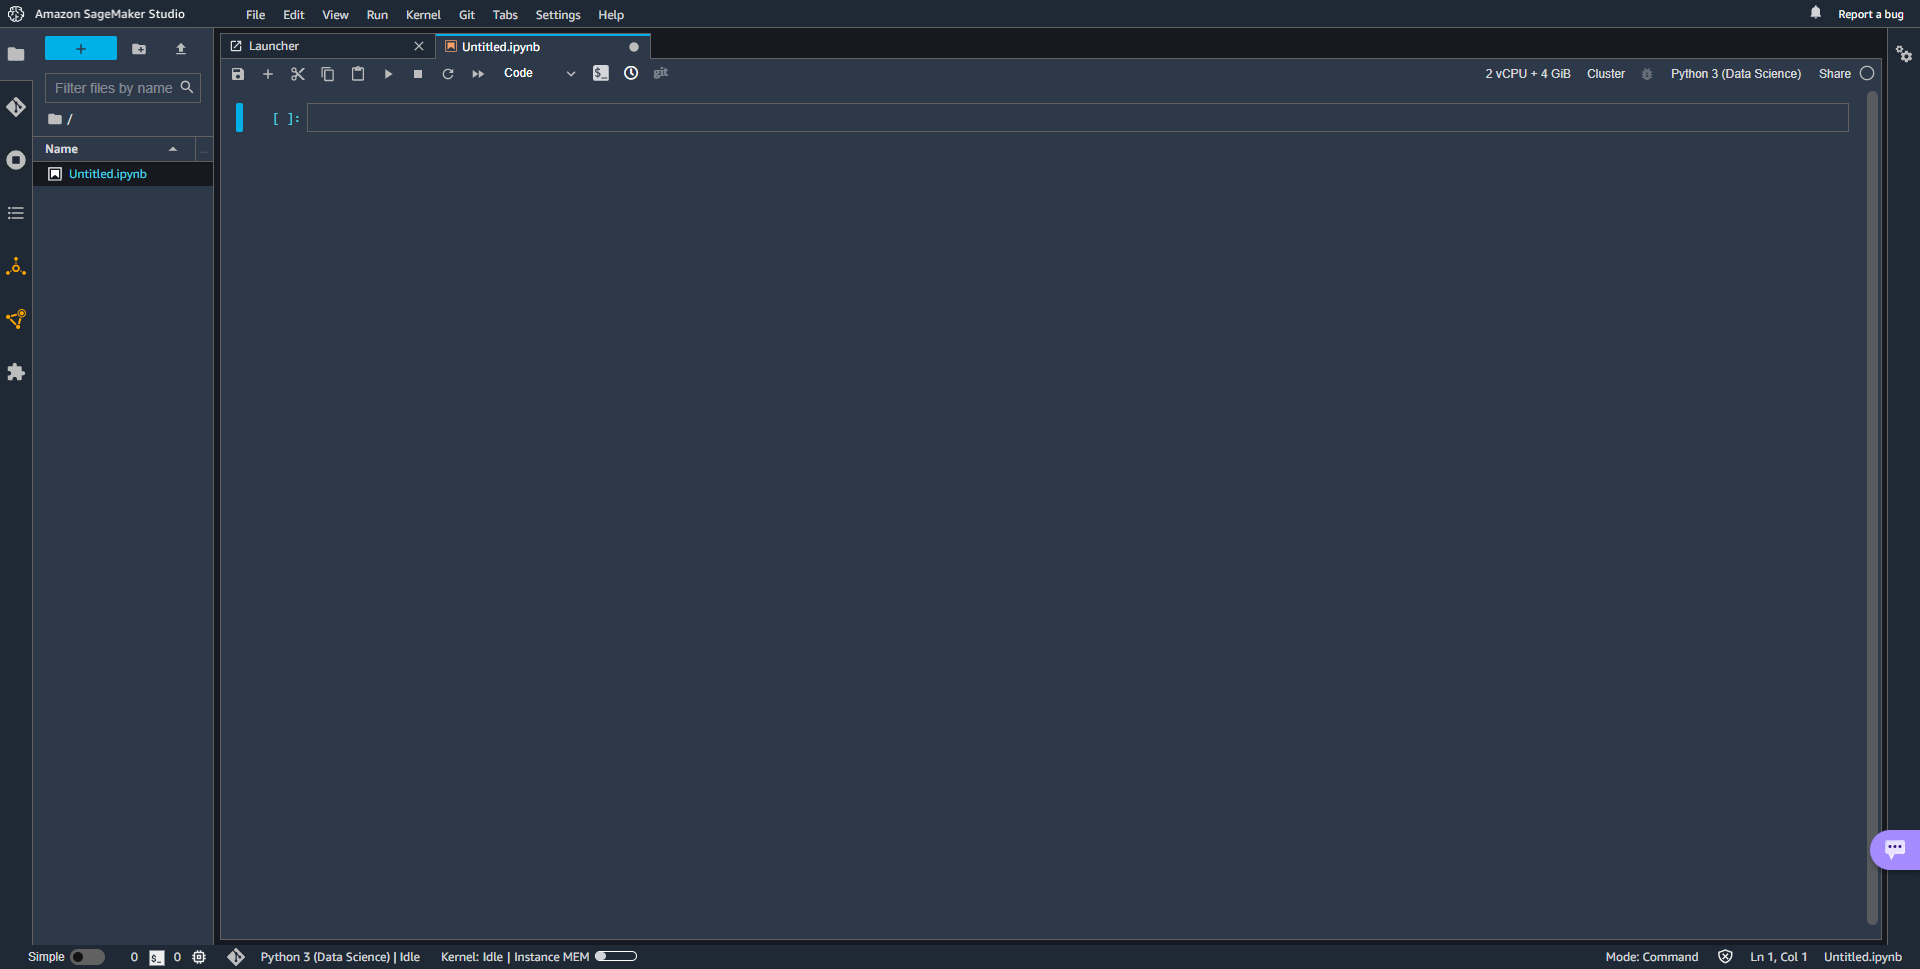 Amazon SageMaker Studio File Edit View Run Kernel Git Tabs Settings Help Report a bug
+
Launcher Untitled.ipynb
Code $_ git 2 vCPU + 4 GiB Cluster Python 3 (Data Science) Share
Filter files by name
/
[ ]:
Name ...
Untitled.ipynb
Simple 0 $_ 0 Python 3 (Data Science) | Idle Kernel: Idle | Instance MEM Mode: Command Ln 1, Col 1 Untitled.ipynb